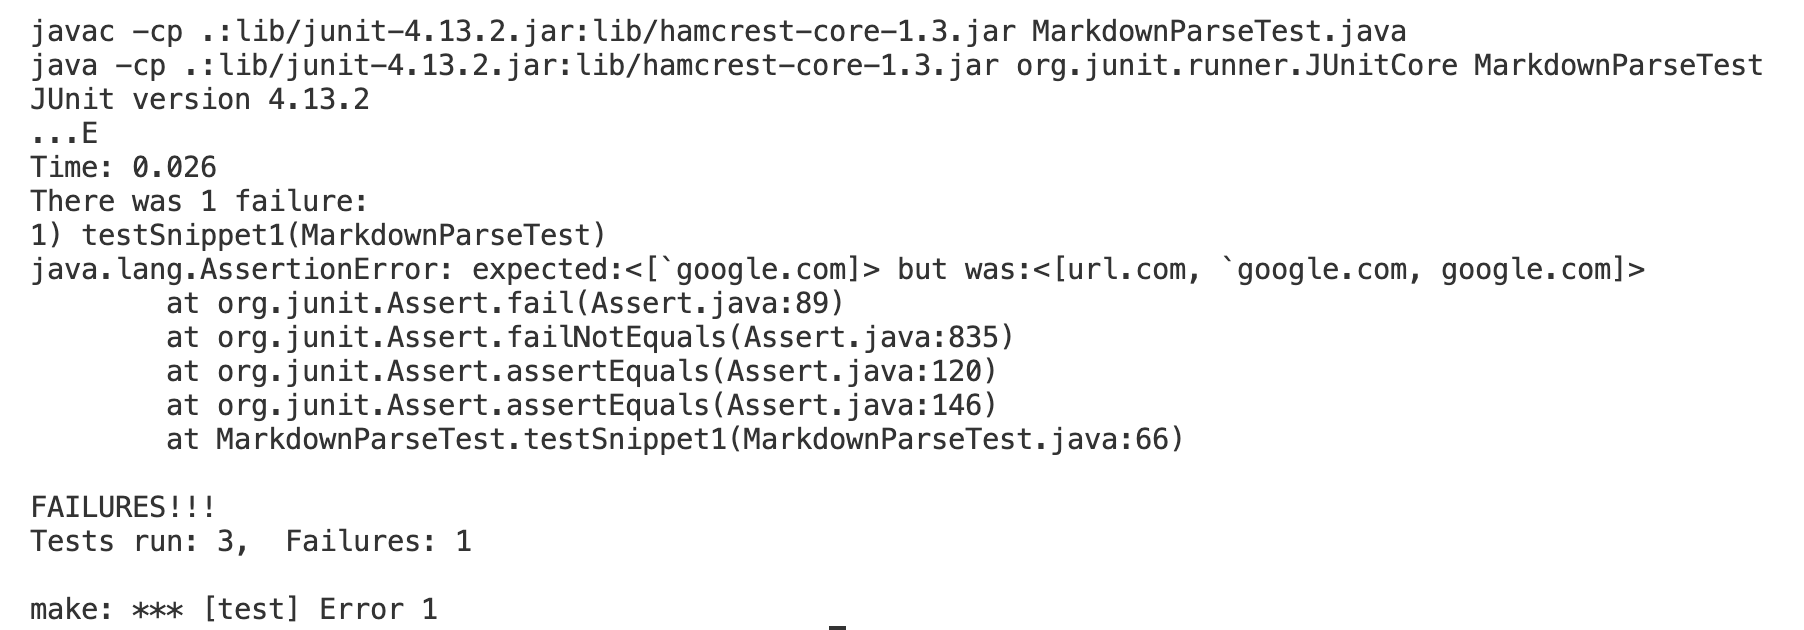 javac -cp .:lib/junit-4.13.2.jar:lib/hamcrest-core-1.3.jar MarkdownParseTest.java
java -cp .:lib/junit-4.13.2.jar:lib/hamcrest-core-1.3.jar org.junit.runner.JUnitCore MarkdownParseTest
JUnit version 4.13.2
...E
Time: 0.026
There was 1 failure:
1) testSnippet1(MarkdownParseTest)
java.lang.AssertionError: expected:<[`google.com]> but was:<[url.com, `google.com, google.com]>
        at org.junit.Assert.fail(Assert.java:89)
        at org.junit.Assert.failNotEquals(Assert.java:835)
        at org.junit.Assert.assertEquals(Assert.java:120)
        at org.junit.Assert.assertEquals(Assert.java:146)
        at MarkdownParseTest.testSnippet1(MarkdownParseTest.java:66)

FAILURES!!!
Tests run: 3,  Failures: 1

make: *** [test] Error 1